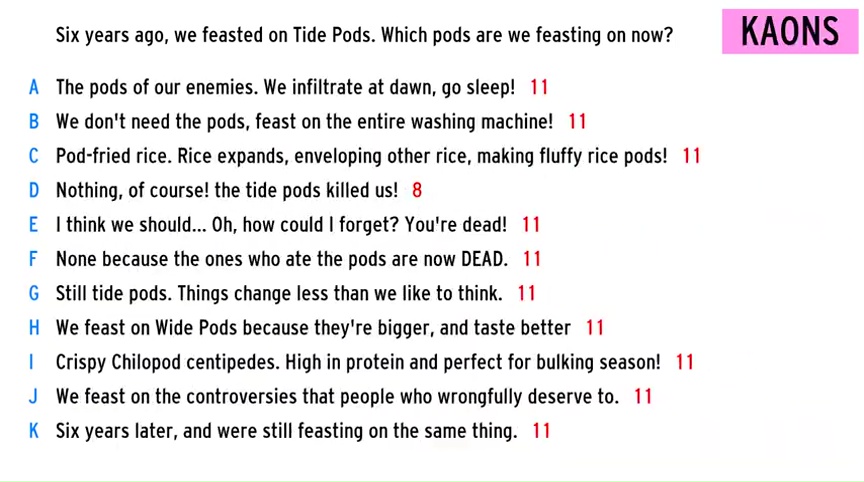 Six years ago, we feasted on Tide Pods. Which pods are we feasting on now?
KAONS
A The pods of our enemies. We infiltrate at dawn, go sleep! 11
B We don't need the pods, feast on the entire washing machine! 11
C Pod-fried rice. Rice expands, enveloping other rice, making fluffy rice pods! 11
D Nothing, of course! the tide pods killed us! 8
E I think we should... Oh, how could I forget? You're dead! 11
F None because the ones who ate the pods are now DEAD. 11
G Still tide pods. Things change less than we like to think. 11
H We feast on Wide Pods because they're bigger, and taste better 11
I Crispy Chilopod centipedes. High in protein and perfect for bulking season! 11
J We feast on the controversies that people who wrongfully deserve to. 11
K Six years later, and were still feasting on the same thing. 11